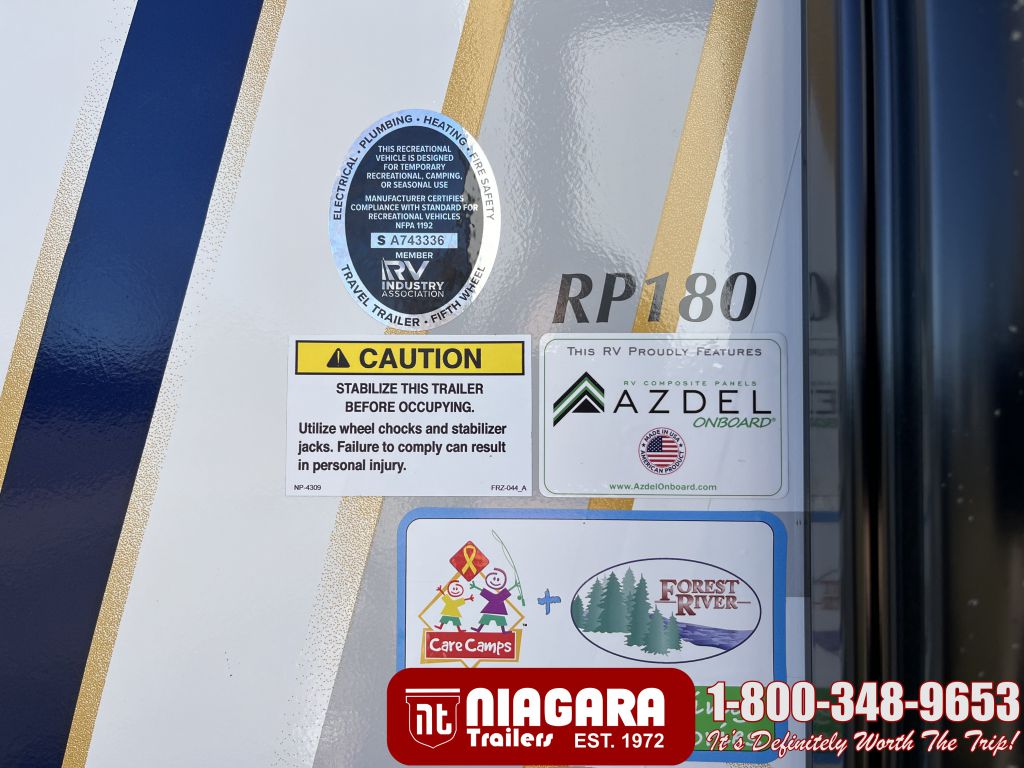 ELECTRICAL • PLUMBING • HEATING • FIRE SAFETY
THIS RECREATIONAL
VEHICLE IS DESIGNED
FOR TEMPORARY
RECREATIONAL, CAMPING,
OR SEASONAL USE
MANUFACTURER CERTIFIES
COMPLIANCE WITH STANDARD FOR
RECREATIONAL VEHICLES
NFPA 1192
S A743336
MEMBER
RV
INDUSTRY
ASSOCIATION
TRAVEL TRAILER • FIFTH WHEEL
RP180
CAUTION
STABILIZE THIS TRAILER
BEFORE OCCUPYING.
Utilize wheel chocks and stabilizer
jacks. Failure to comply can result
in personal injury.
NP-4309 FRZ-044_A
THIS RV PROUDLY FEATURES
RV COMPOSITE PANELS
AZDEL
ONBOARD®
MADE IN USA
AMERICAN PRODUCT
www.AzdelOnboard.com
Care Camps
+
FOREST
RIVER
nt NIAGARA
Trailers EST. 1972
1-800-348-9653
It's Definitely Worth The Trip!